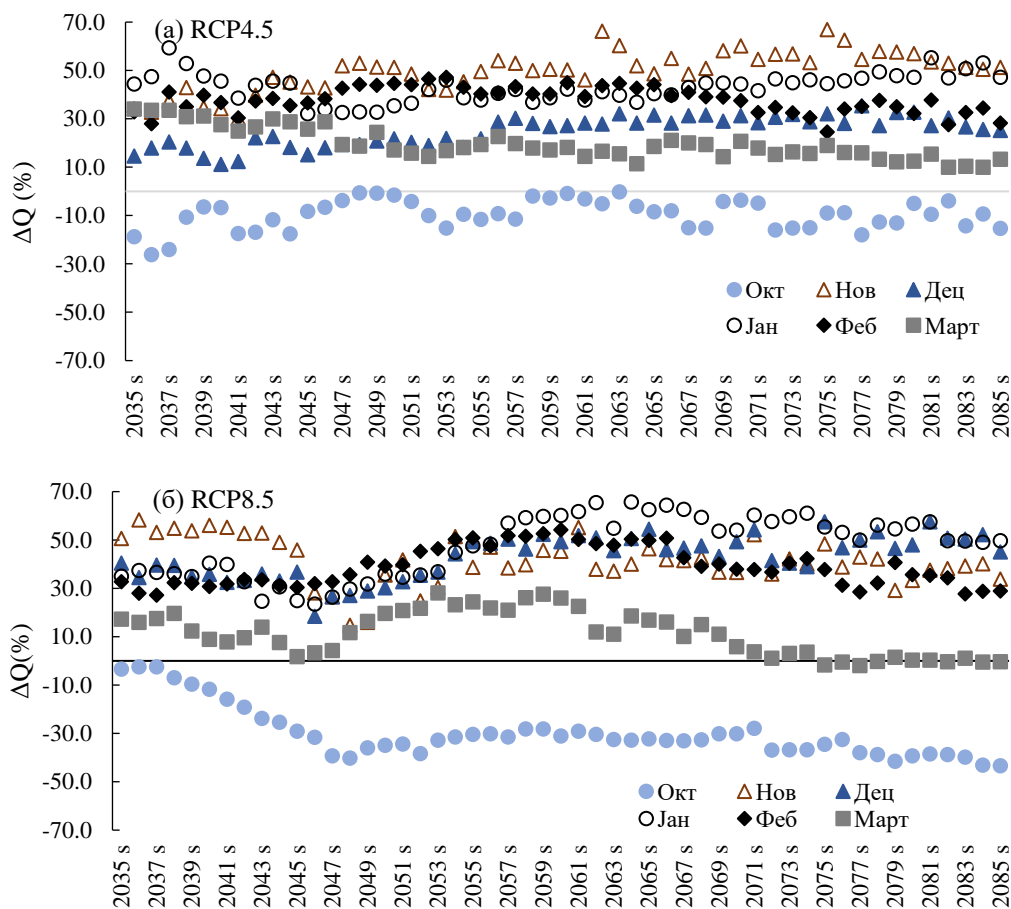 (а) RCP4.5
ΔQ (%)
70.0
50.0
30.0
10.0
-10.0
-30.0
-50.0
-70.0
Окт
Нов
Дец
Јан
Феб
Март
2035 s
2037 s
2039 s
2041 s
2043 s
2045 s
2047 s
2049 s
2051 s
2053 s
2055 s
2057 s
2059 s
2061 s
2063 s
2065 s
2067 s
2069 s
2071 s
2073 s
2075 s
2077 s
2079 s
2081 s
2083 s
2085 s
(б) RCP8.5
ΔQ(%)
70.0
50.0
30.0
10.0
-10.0
-30.0
-50.0
-70.0
Окт
Нов
Дец
Јан
Феб
Март
2035 s
2037 s
2039 s
2041 s
2043 s
2045 s
2047 s
2049 s
2051 s
2053 s
2055 s
2057 s
2059 s
2061 s
2063 s
2065 s
2067 s
2069 s
2071 s
2073 s
2075 s
2077 s
2079 s
2081 s
2083 s
2085 s